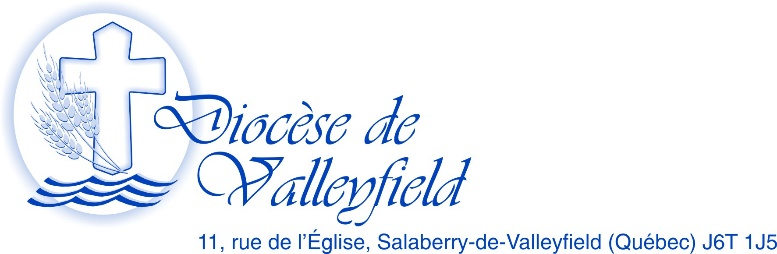 Diocèse de
Valleyfield
11, rue de l'Église, Salaberry-de-Valleyfield (Québec) J6T 1J5